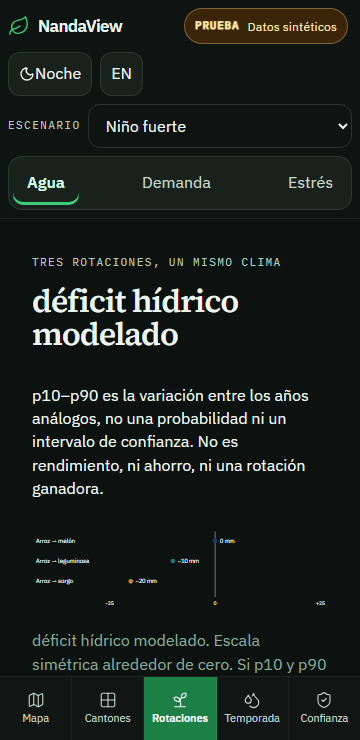 NandaView
PRUEBA Datos sintéticos
Noche
EN
ESCENARIO
Niño fuerte
Agua
Demanda
Estrés
TRES ROTACIONES, UN MISMO CLIMA
déficit hídrico
modelado
p10–p90 es la variación entre los años
análogos, no una probabilidad ni un
intervalo de confianza. No es
rendimiento, ni ahorro, ni una rotación
ganadora.
Arroz → melón
0 mm
Arroz → leguminosa
−10 mm
Arroz → sorgo
−20 mm
-25
0
+25
déficit hídrico modelado. Escala
simétrica alrededor de cero. Si p10 y p90
Mapa
Cantones
Rotaciones
Temporada
Confianza